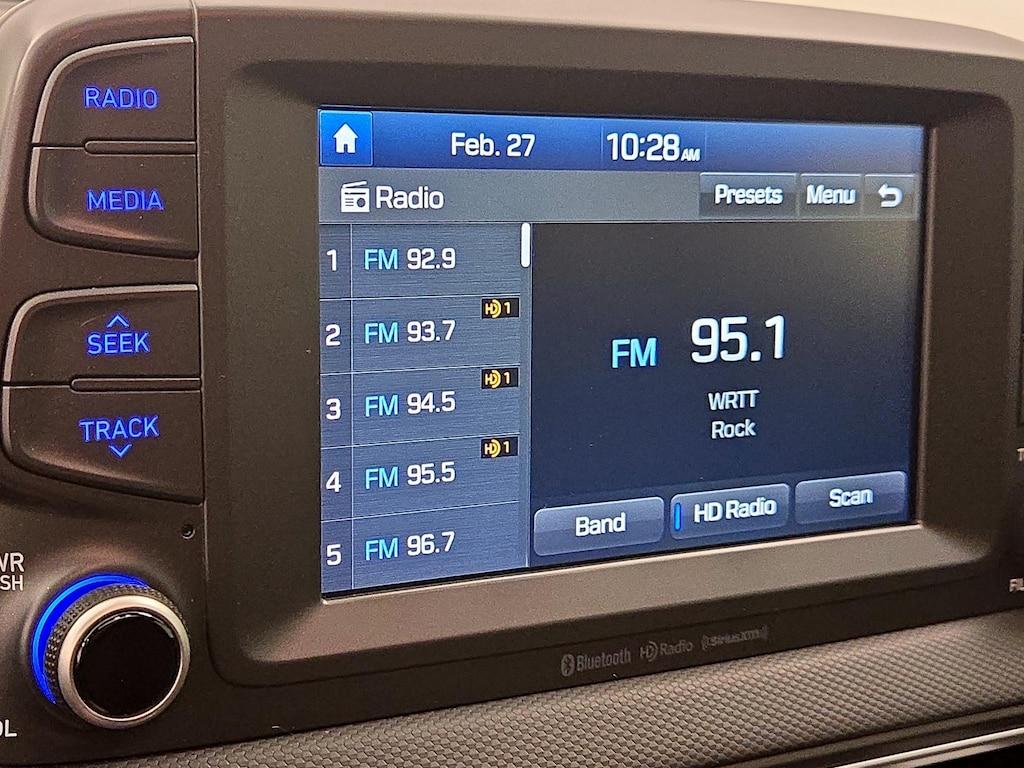 RADIO
MEDIA
SEEK
TRACK
Feb. 27 10:28 AM
Radio Presets Menu
1 FM 92.9
2 FM 93.7 HD 1
3 FM 94.5 HD 1
4 FM 95.5 HD 1
5 FM 96.7
FM 95.1
WRTT
Rock
Band HD Radio Scan
Bluetooth HD Radio SiriusXM